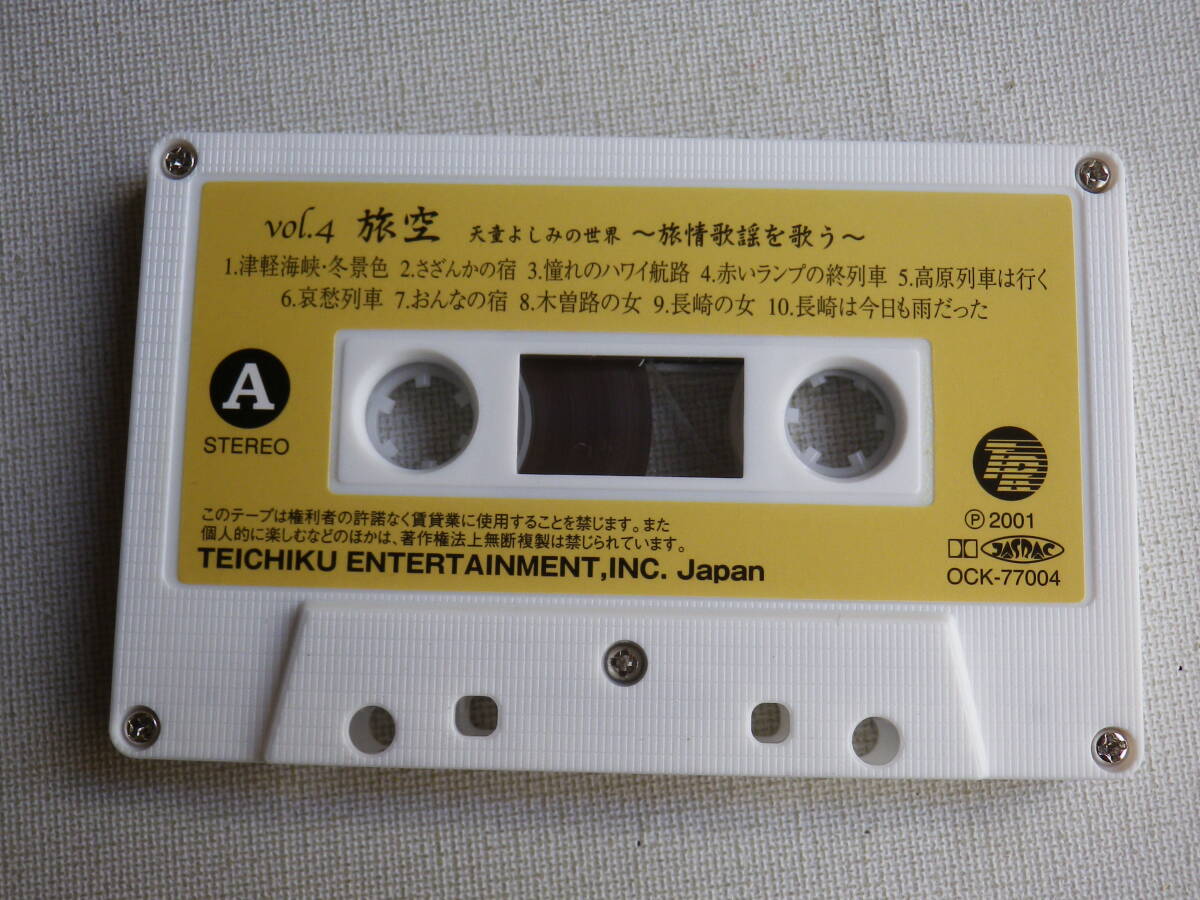 vol.4 旅空 天童よしみの世界 ～旅情歌謡を歌う～
1.津軽海峡・冬景色 2.さざんかの宿 3.憧れのハワイ航路 4.赤いランプの終列車 5.高原列車は行く
6.哀愁列車 7.おんなの宿 8.木曽路の女 9.長崎の女 10.長崎は今日も雨だった
A
STEREO
このテープは権利者の許諾なく賃貸業に使用することを禁じます。また
個人的に楽しむなどのほかは、著作権法上無断複製は禁じられています。
TEICHIKU ENTERTAINMENT,INC. Japan
℗ 2001
JASRAC
OCK-77004